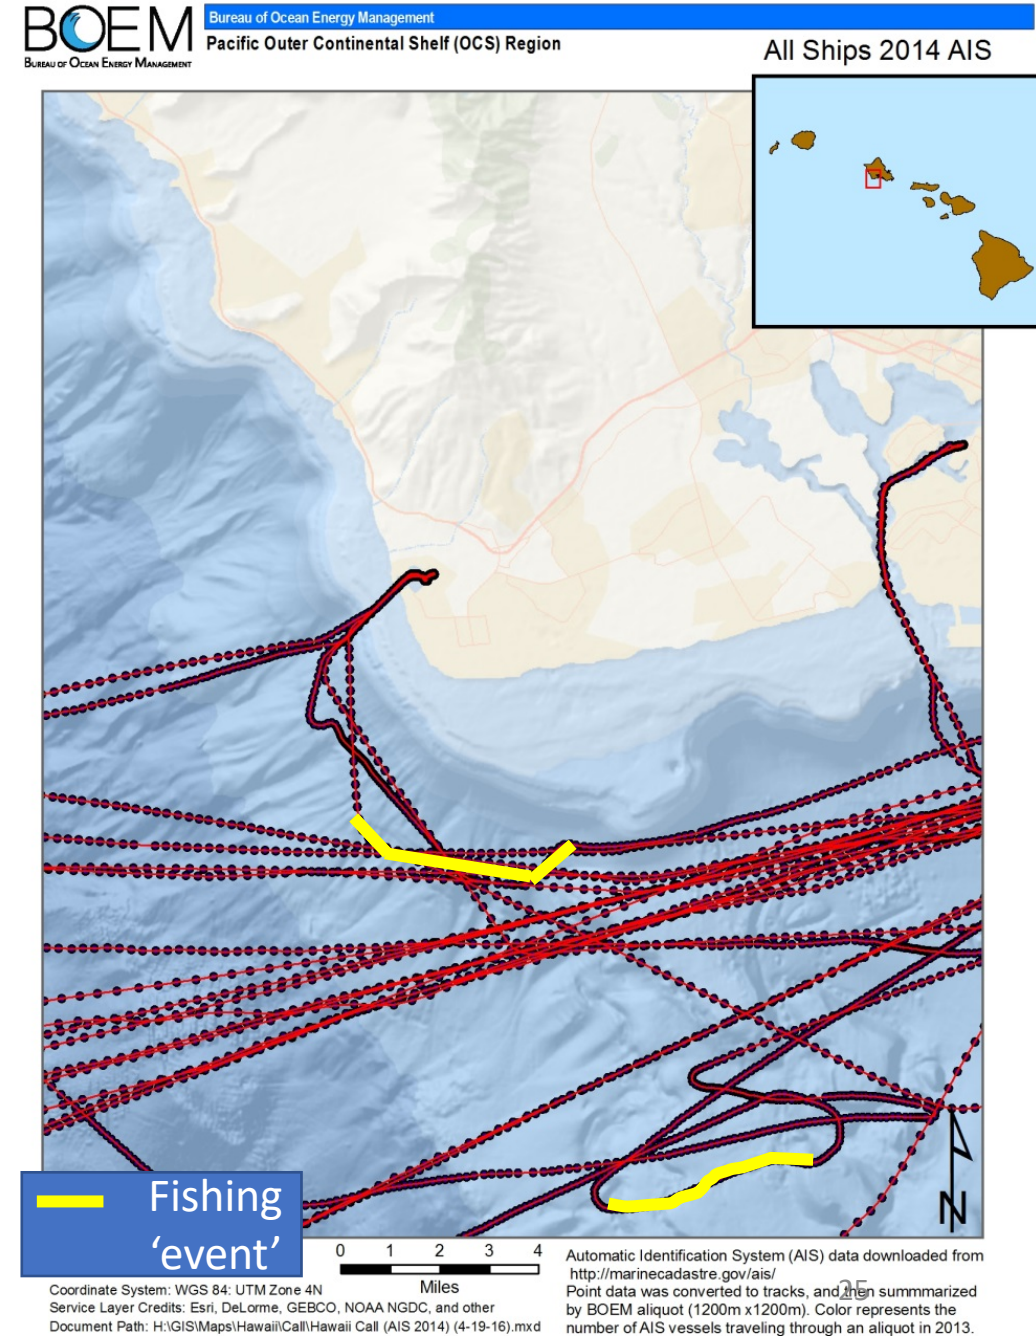 BOEM
BUREAU OF OCEAN ENERGY MANAGEMENT
Bureau of Ocean Energy Management
Pacific Outer Continental Shelf (OCS) Region
All Ships 2014 AIS
N
Fishing
‘event’
0 1 2 3 4
Miles
Coordinate System: WGS 84: UTM Zone 4N
Service Layer Credits: Esri, DeLorme, GEBCO, NOAA NGDC, and other
Document Path: H:\GIS\Maps\Hawaii\Call\Hawaii Call (AIS 2014) (4-19-16).mxd
Automatic Identification System (AIS) data downloaded from
http://marinecadastre.gov/ais/
Point data was converted to tracks, and then summmarized
by BOEM aliquot (1200m x1200m). Color represents the
number of AIS vessels traveling through an aliquot in 2013.
25